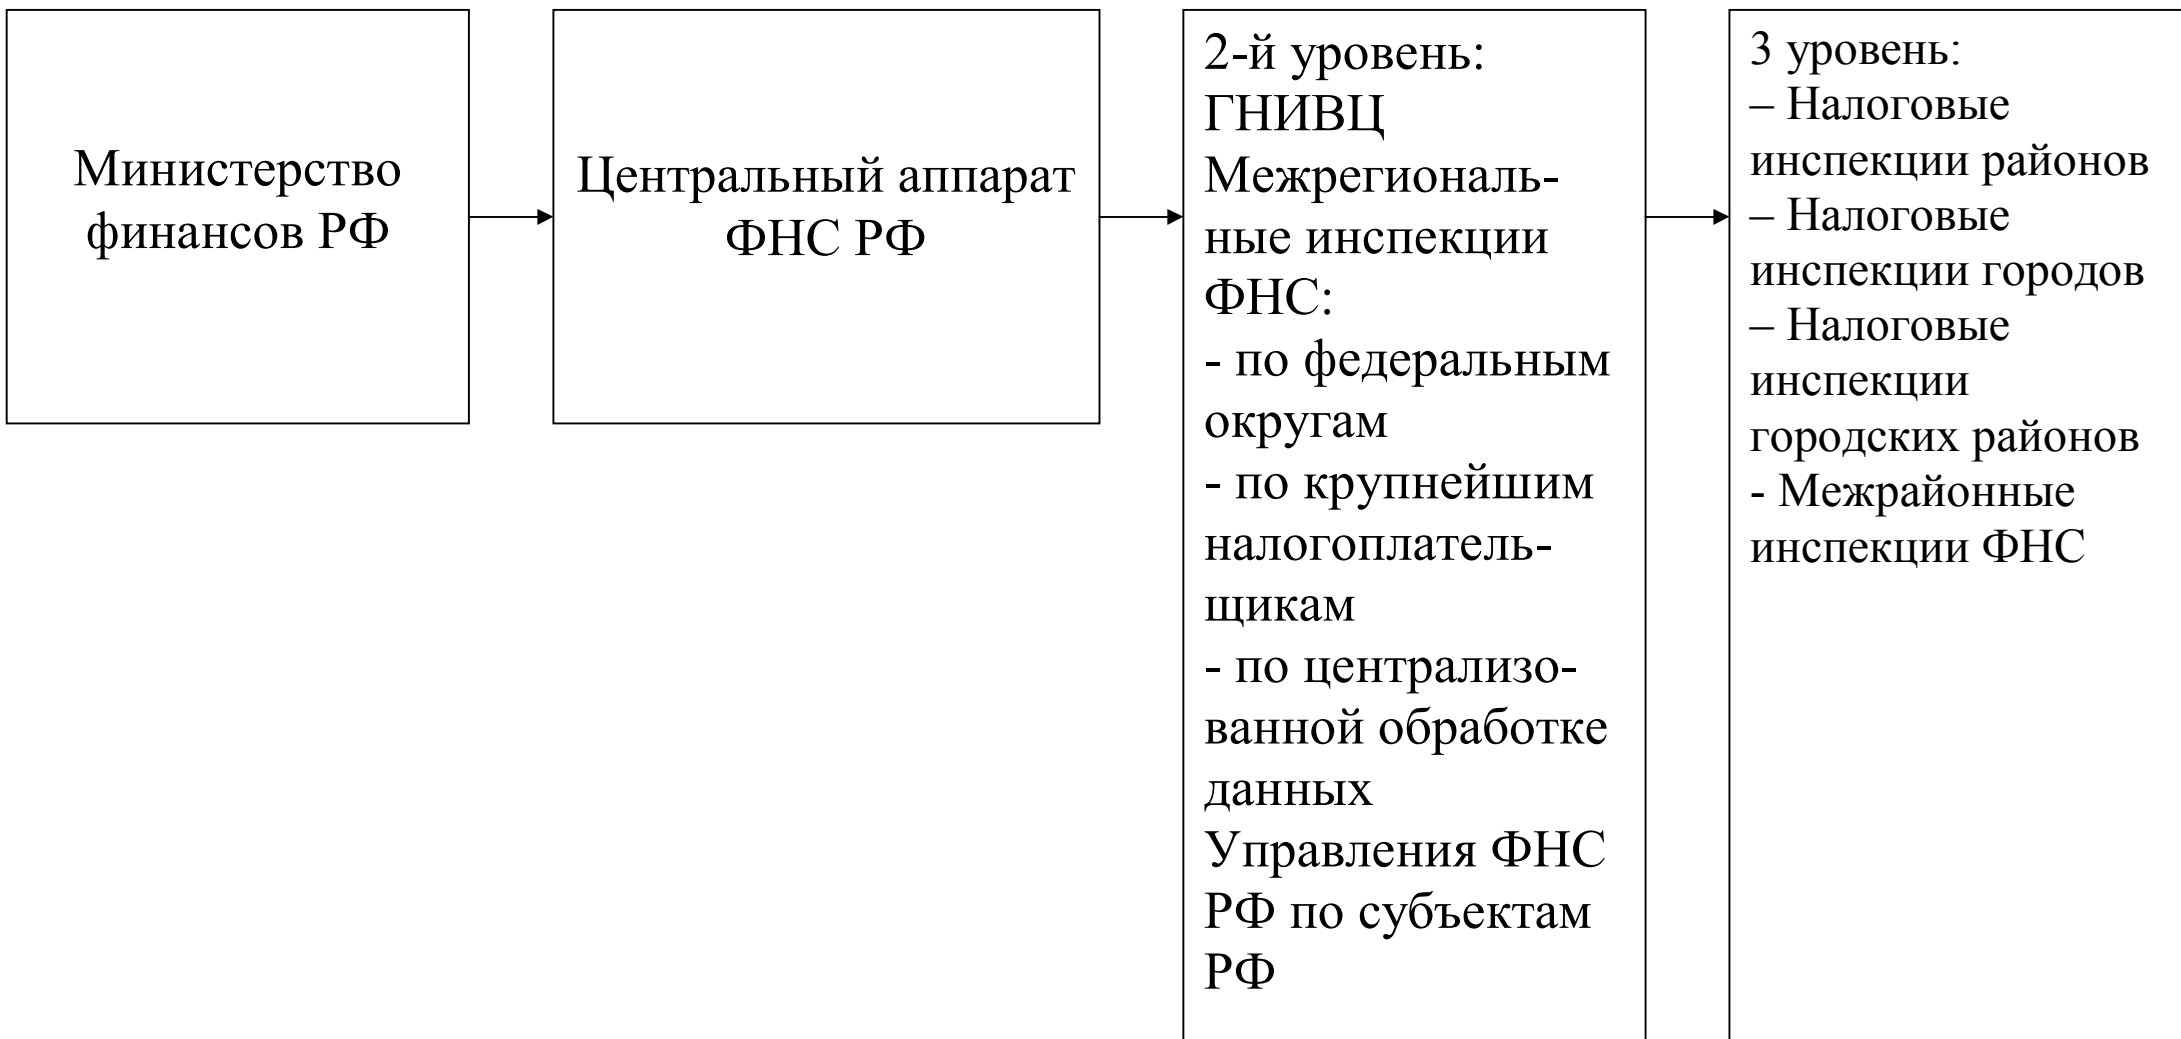 Министерство
финансов РФ
Центральный аппарат
ФНС РФ
2-й уровень:
ГНИВЦ
Межрегиональ-
ные инспекции
ФНС:
- по федеральным
округам
- по крупнейшим
налогоплатель-
щикам
- по централизо-
ванной обработке
данных
Управления ФНС
РФ по субъектам
РФ
3 уровень:
– Налоговые
инспекции районов
– Налоговые
инспекции городов
– Налоговые
инспекции
городских районов
- Межрайонные
инспекции ФНС